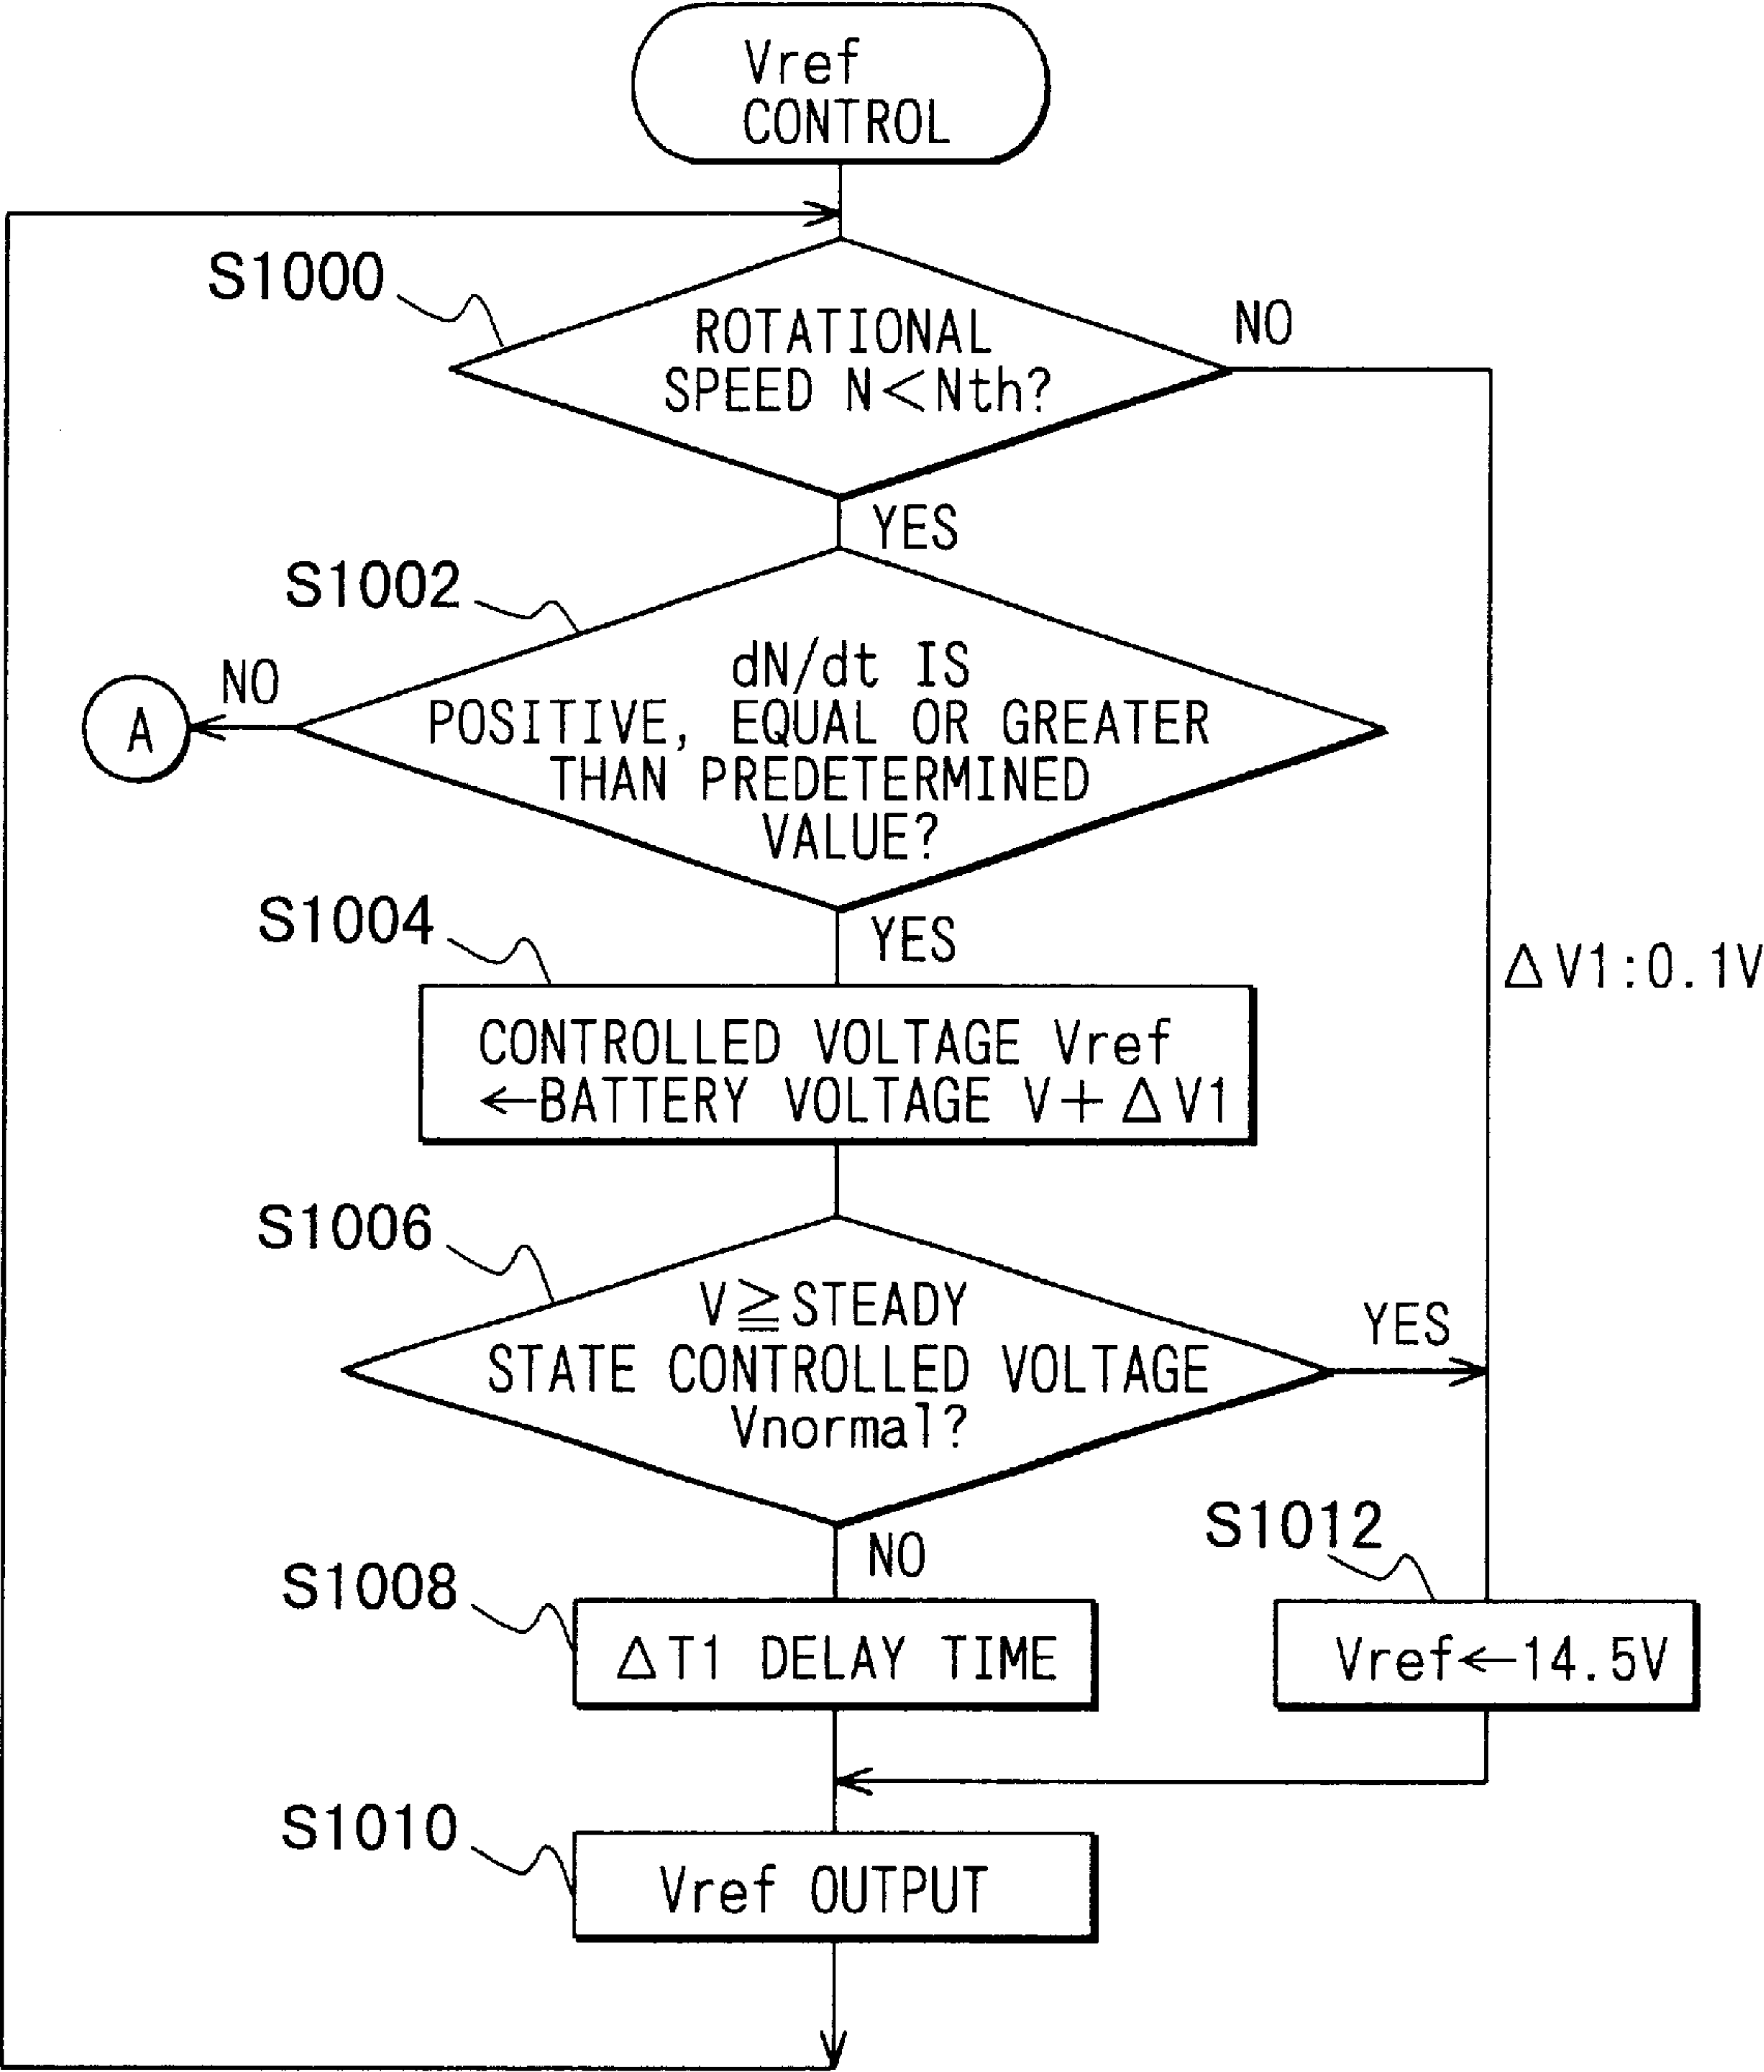 Vref
CONTROL
S1000
ROTATIONAL
SPEED N<Nth?
NO
YES
S1002
dN/dt IS
POSITIVE, EQUAL OR GREATER
THAN PREDETERMINED
VALUE?
NO
A
YES
S1004
ΔV1:0.1V
CONTROLLED VOLTAGE Vref
←BATTERY VOLTAGE V+ΔV1
S1006
V≧STEADY
STATE CONTROLLED VOLTAGE
Vnormal?
YES
NO
S1012
S1008
ΔT1 DELAY TIME
Vref←14.5V
S1010
Vref OUTPUT